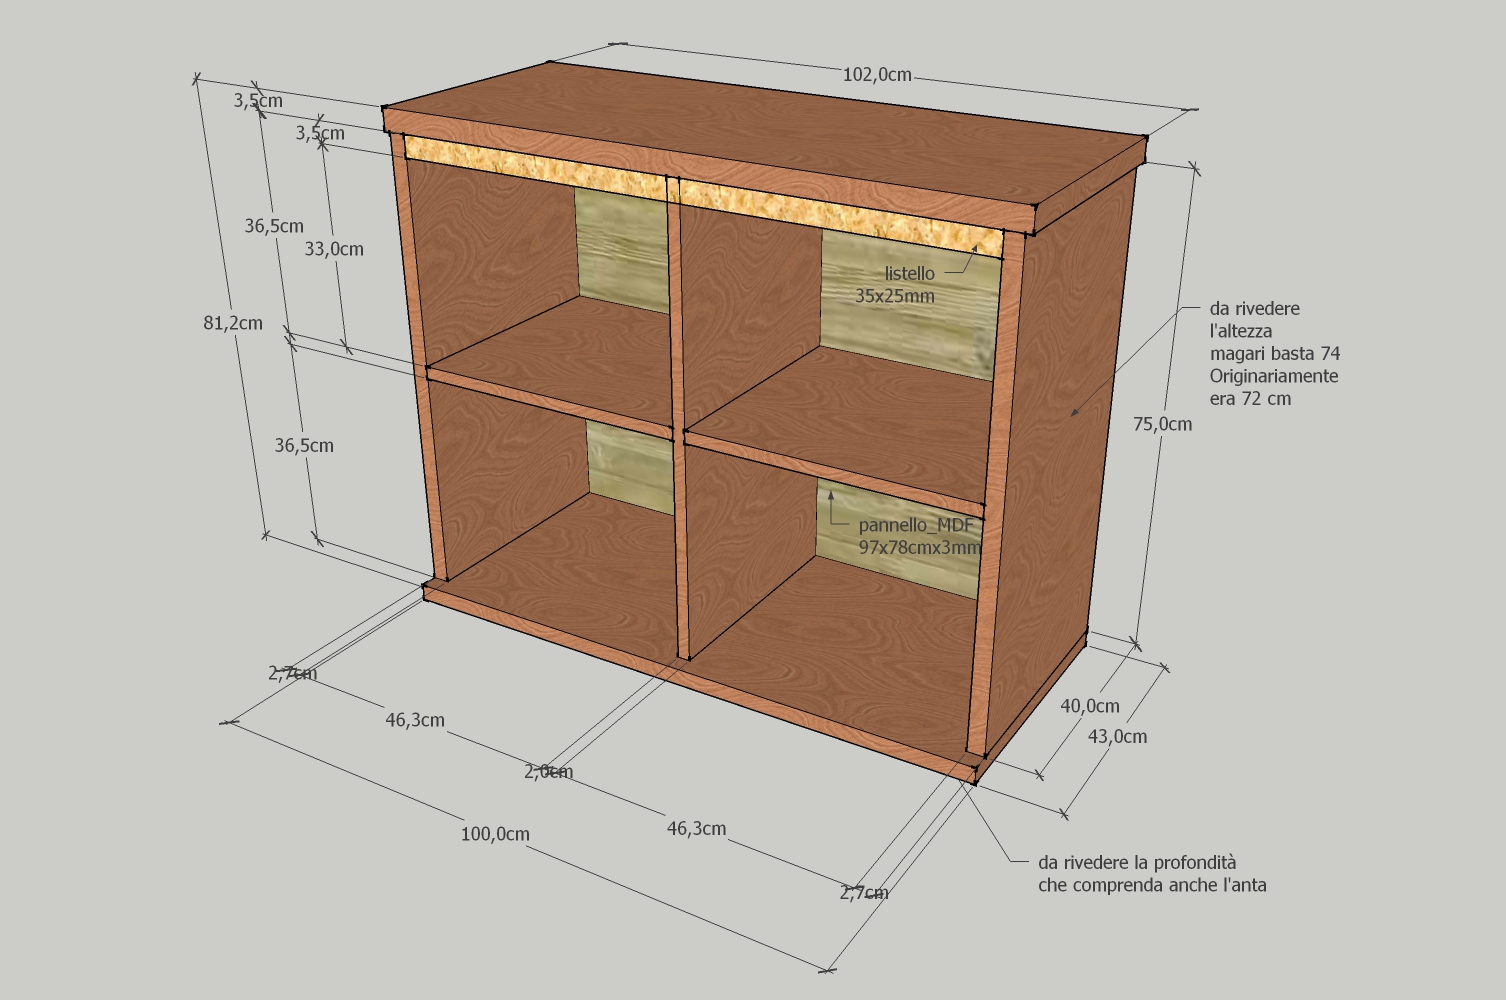 102,0cm
3,5cm
3,5cm
36,5cm
33,0cm
81,2cm
36,5cm
listello
35x25mm
da rivedere
l'altezza
magari basta 74
Originariamente
era 72 cm
75,0cm
pannello_MDF
97x78cmx3mm
2,7cm
46,3cm
2,0cm
46,3cm
2,7cm
100,0cm
40,0cm
43,0cm
da rivedere la profondità
che comprenda anche l'anta